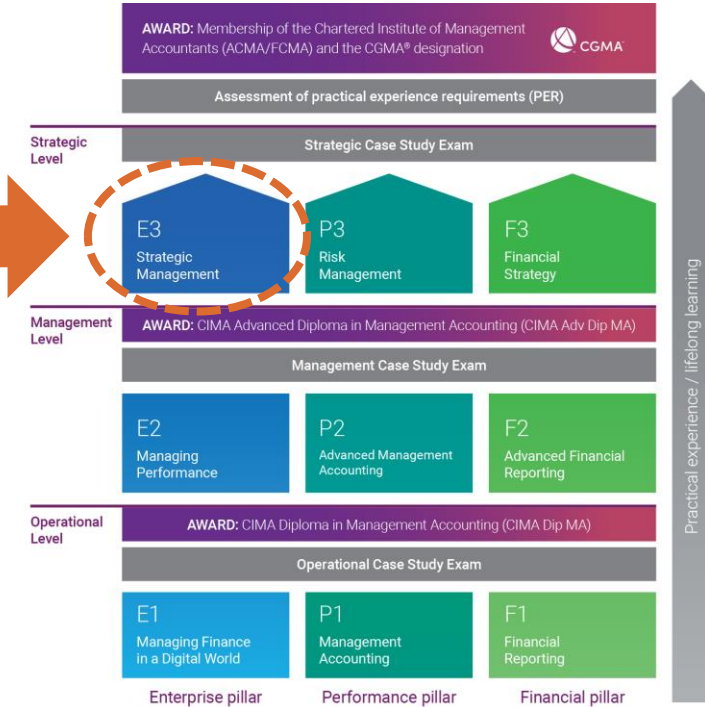 AWARD: Membership of the Chartered Institute of Management
Accountants (ACMA/FCMA) and the CGMA® designation
CGMA
Assessment of practical experience requirements (PER)
Strategic
Level
Strategic Case Study Exam
E3
Strategic
Management
P3
Risk
Management
F3
Financial
Strategy
Management
Level
AWARD: CIMA Advanced Diploma in Management Accounting (CIMA Adv Dip MA)
Management Case Study Exam
E2
Managing
Performance
P2
Advanced Management
Accounting
F2
Advanced Financial
Reporting
Operational
Level
AWARD: CIMA Diploma in Management Accounting (CIMA Dip MA)
Operational Case Study Exam
E1
Managing Finance
in a Digital World
P1
Management
Accounting
F1
Financial
Reporting
Enterprise pillar
Performance pillar
Financial pillar
Practical experience / lifelong learning